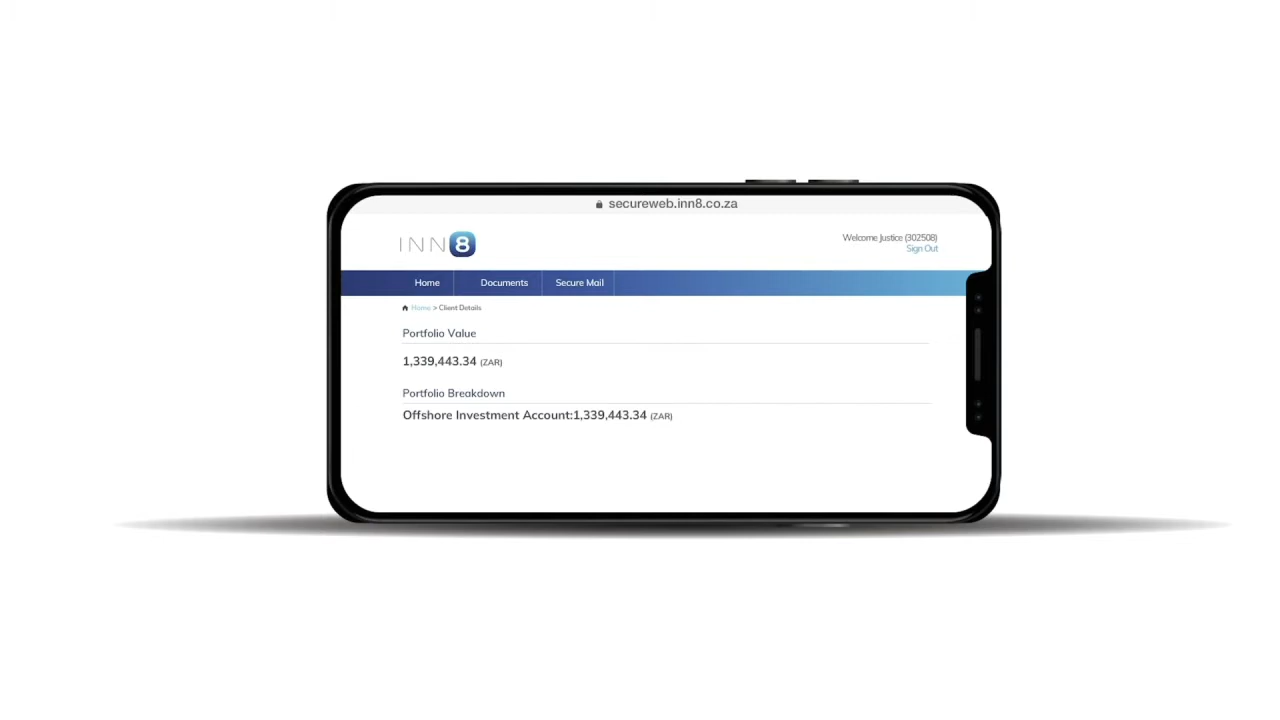 secureweb.inn8.co.za
INN8
Welcome Justice (302508)
Sign Out
Home Documents Secure Mail
Home > Client Details
Portfolio Value
1,339,443.34 (ZAR)
Portfolio Breakdown
Offshore Investment Account:1,339,443.34 (ZAR)